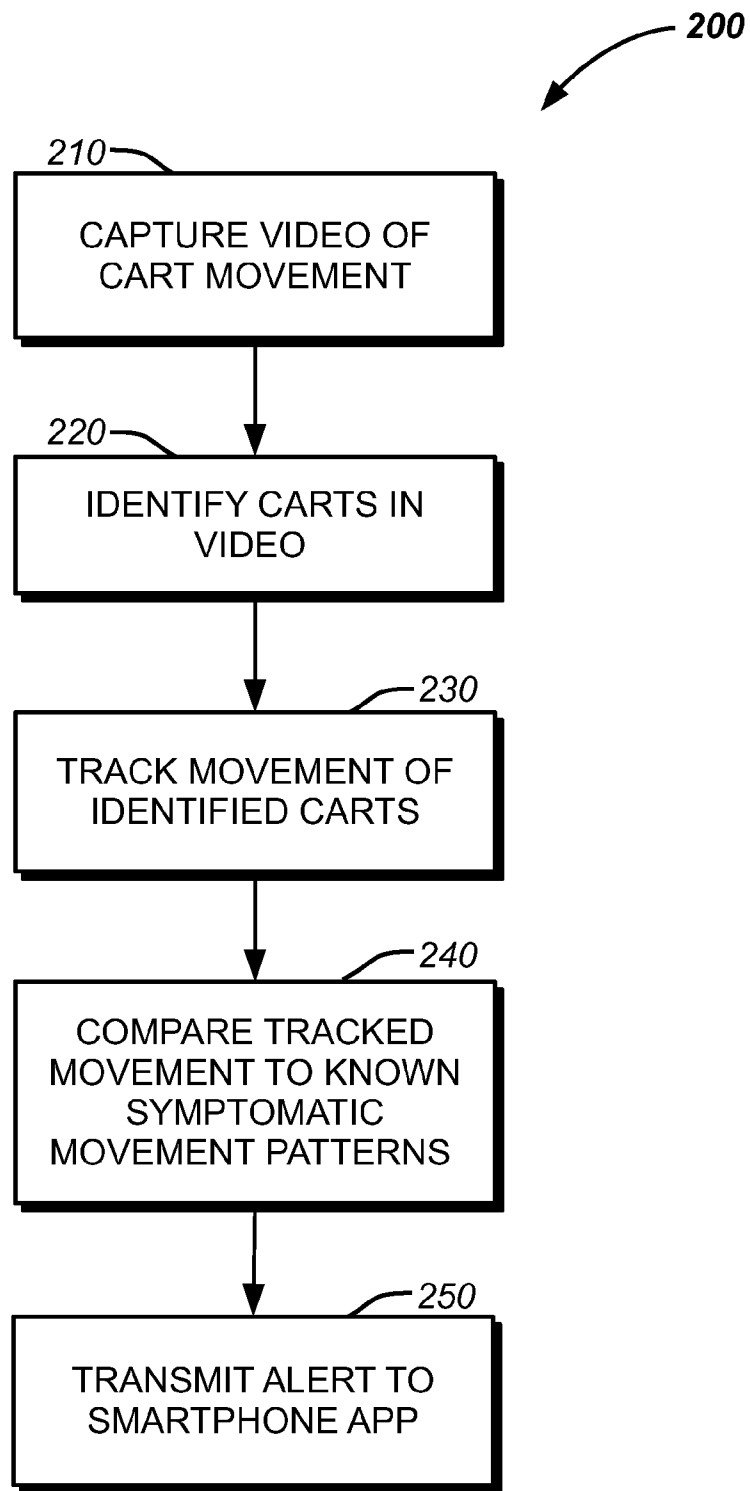 200
210
CAPTURE VIDEO OF
CART MOVEMENT
220
IDENTIFY CARTS IN
VIDEO
230
TRACK MOVEMENT OF
IDENTIFIED CARTS
240
COMPARE TRACKED
MOVEMENT TO KNOWN
SYMPTOMATIC
MOVEMENT PATTERNS
250
TRANSMIT ALERT TO
SMARTPHONE APP